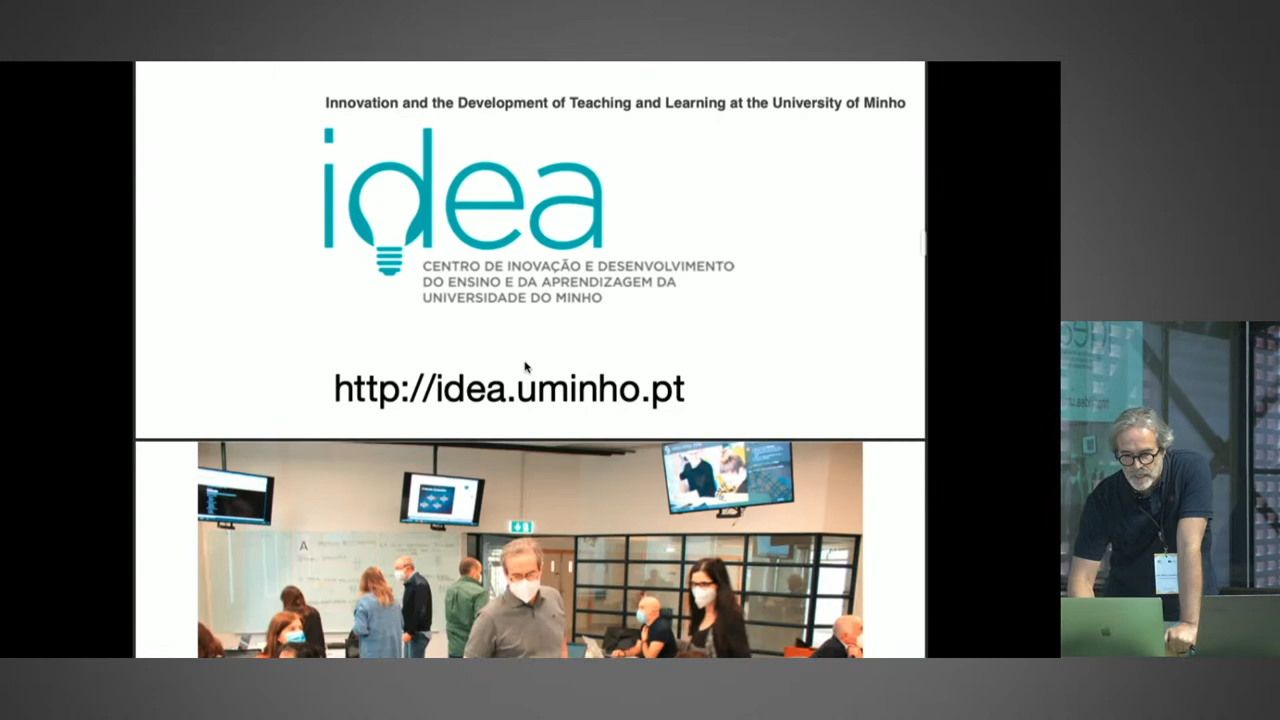 Innovation and the Development of Teaching and Learning at the University of Minho
idea
CENTRO DE INOVAÇÃO E DESENVOLVIMENTO
DO ENSINO E DA APRENDIZAGEM DA
UNIVERSIDADE DO MINHO
http://idea.uminho.pt
A